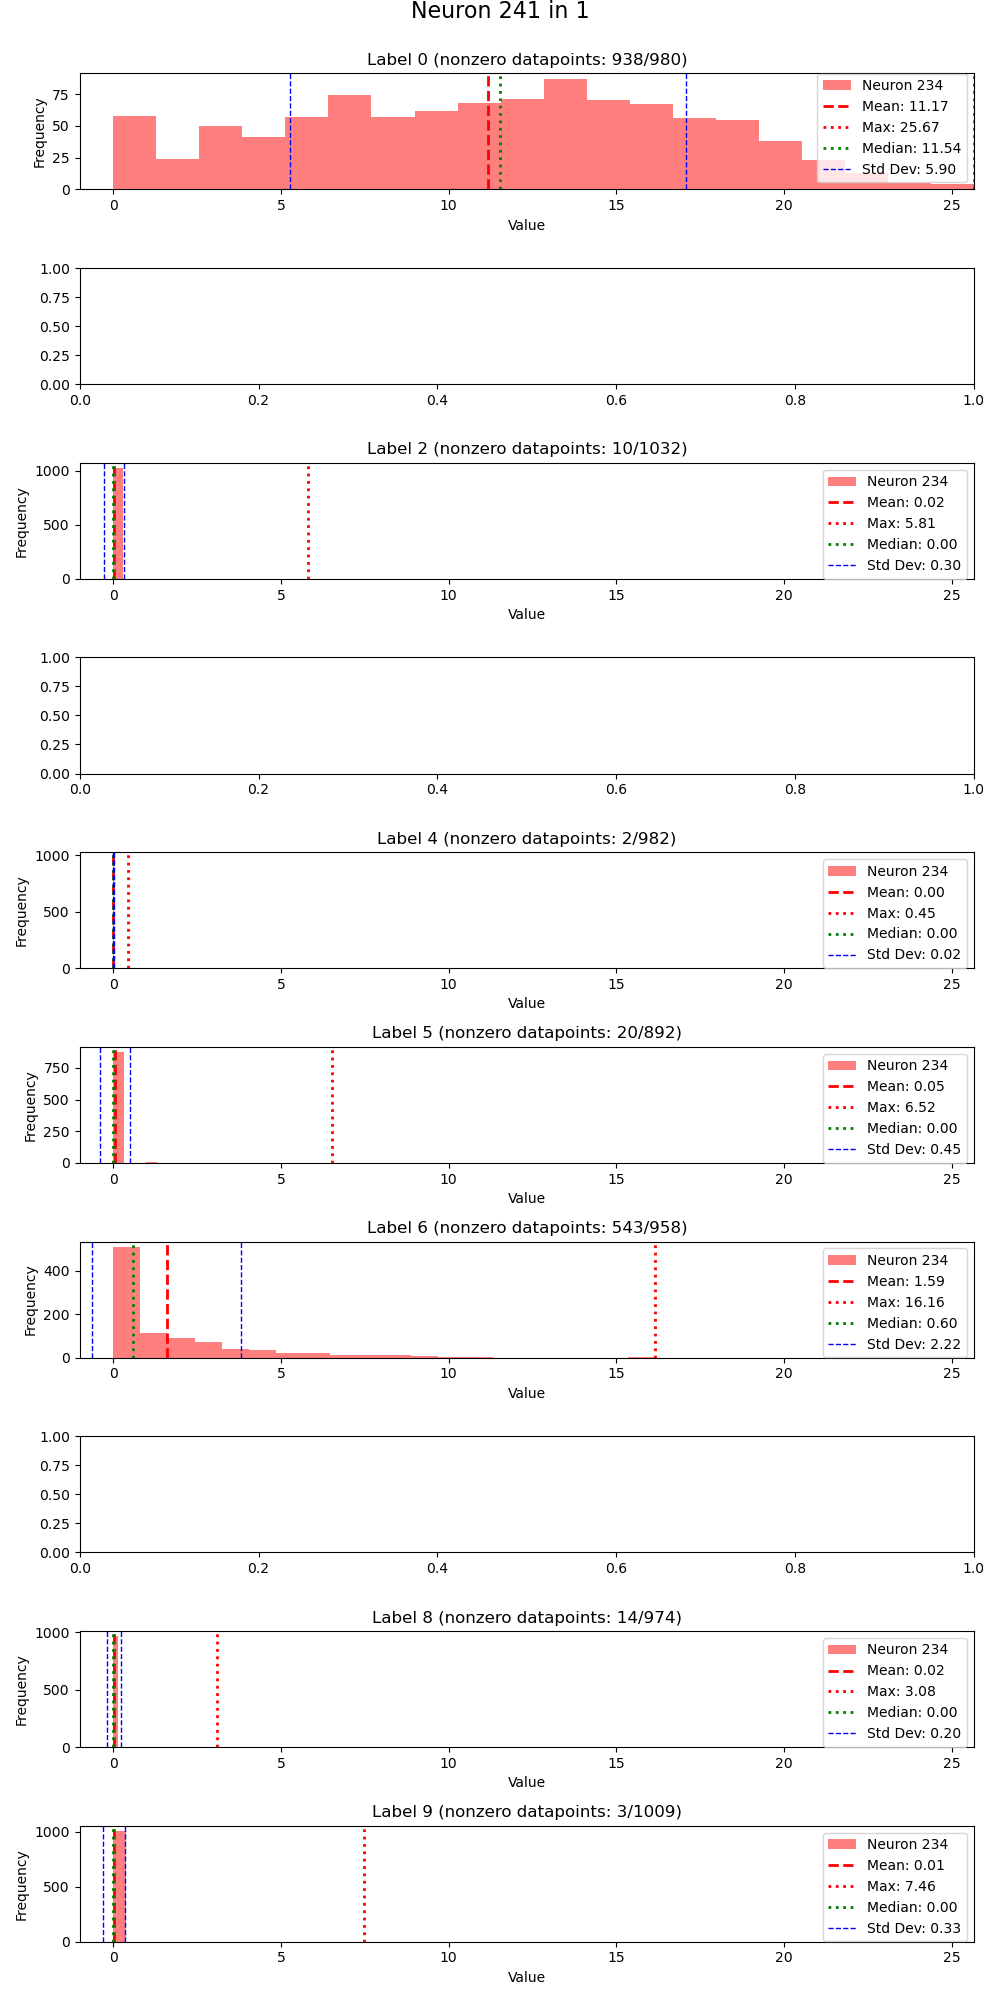 Neuron 241 in 1
Label 0 (nonzero datapoints: 938/980)
Frequency
75
50
25
0
Neuron 234
Mean: 11.17
Max: 25.67
Median: 11.54
Std Dev: 5.90
0 5 10 15 20 25
Value
1.00
0.75
0.50
0.25
0.00
0.0 0.2 0.4 0.6 0.8 1.0
Label 2 (nonzero datapoints: 10/1032)
Frequency
1000
500
0
Neuron 234
Mean: 0.02
Max: 5.81
Median: 0.00
Std Dev: 0.30
0 5 10 15 20 25
Value
1.00
0.75
0.50
0.25
0.00
0.0 0.2 0.4 0.6 0.8 1.0
Label 4 (nonzero datapoints: 2/982)
Frequency
1000
500
0
Neuron 234
Mean: 0.00
Max: 0.45
Median: 0.00
Std Dev: 0.02
0 5 10 15 20 25
Value
Label 5 (nonzero datapoints: 20/892)
Frequency
750
500
250
0
Neuron 234
Mean: 0.05
Max: 6.52
Median: 0.00
Std Dev: 0.45
0 5 10 15 20 25
Value
Label 6 (nonzero datapoints: 543/958)
Frequency
400
200
0
Neuron 234
Mean: 1.59
Max: 16.16
Median: 0.60
Std Dev: 2.22
0 5 10 15 20 25
Value
1.00
0.75
0.50
0.25
0.00
0.0 0.2 0.4 0.6 0.8 1.0
Label 8 (nonzero datapoints: 14/974)
Frequency
1000
500
0
Neuron 234
Mean: 0.02
Max: 3.08
Median: 0.00
Std Dev: 0.20
0 5 10 15 20 25
Value
Label 9 (nonzero datapoints: 3/1009)
Frequency
1000
500
0
Neuron 234
Mean: 0.01
Max: 7.46
Median: 0.00
Std Dev: 0.33
0 5 10 15 20 25
Value